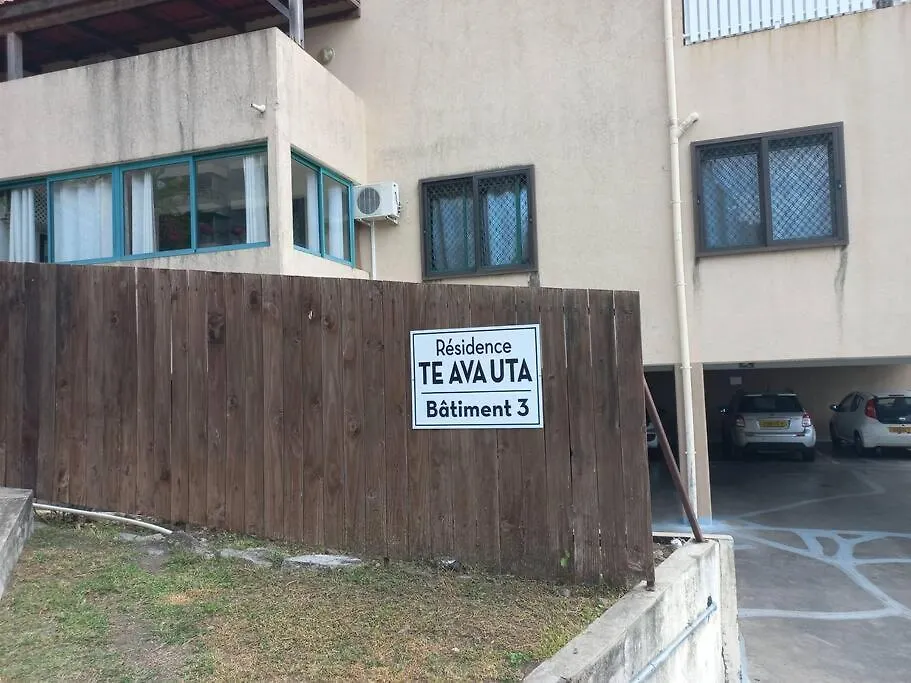 Résidence
TE AVA UTA
Bâtiment 3